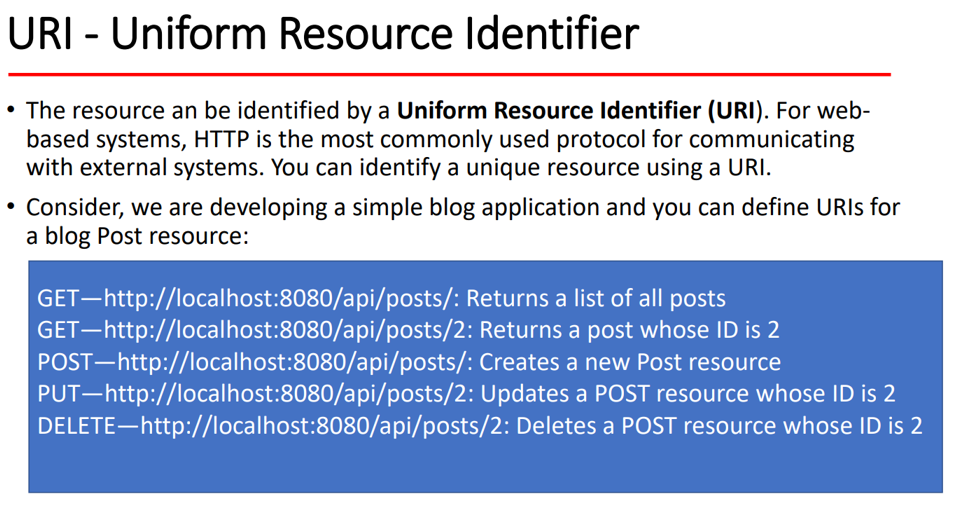 URI - Uniform Resource Identifier
• The resource an be identified by a Uniform Resource Identifier (URI). For web-
based systems, HTTP is the most commonly used protocol for communicating
with external systems. You can identify a unique resource using a URI.
• Consider, we are developing a simple blog application and you can define URIs for
a blog Post resource:
GET—http://localhost:8080/api/posts/: Returns a list of all posts
GET—http://localhost:8080/api/posts/2: Returns a post whose ID is 2
POST—http://localhost:8080/api/posts/: Creates a new Post resource
PUT—http://localhost:8080/api/posts/2: Updates a POST resource whose ID is 2
DELETE—http://localhost:8080/api/posts/2: Deletes a POST resource whose ID is 2